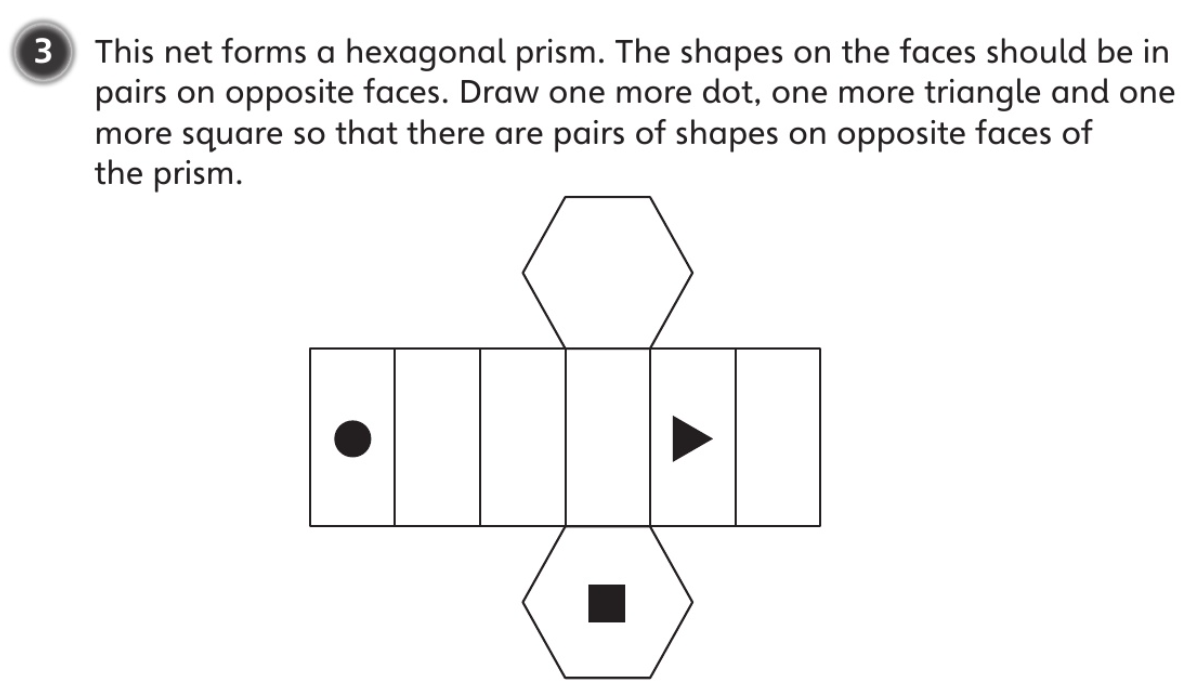 3 This net forms a hexagonal prism. The shapes on the faces should be in
pairs on opposite faces. Draw one more dot, one more triangle and one
more square so that there are pairs of shapes on opposite faces of
the prism.